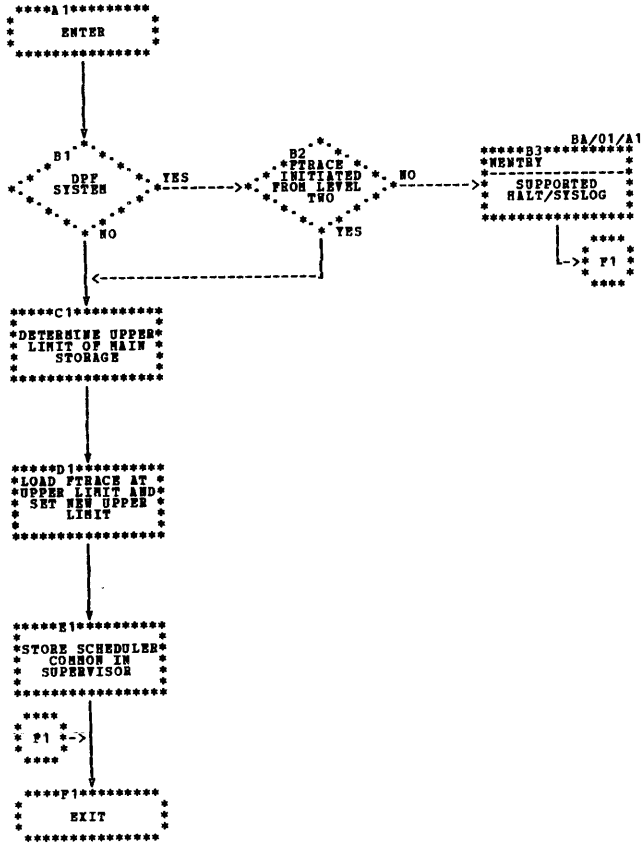 A1
ENTER
B1
DPF
SYSTEM
YES
NO
B2
FTRACE
INITIATED
FROM LEVEL
TWO
NO
YES
BA/01/A1
B3
NENTRY
SUPPORTED
HALT/SYSLOG
F1
C1
DETERMINE UPPER
LIMIT OF MAIN
STORAGE
D1
LOAD FTRACE AT
UPPER LIMIT AND
SET NEW UPPER
LIMIT
E1
STORE SCHEDULER
COMMON IN
SUPERVISOR
F1
F1
EXIT